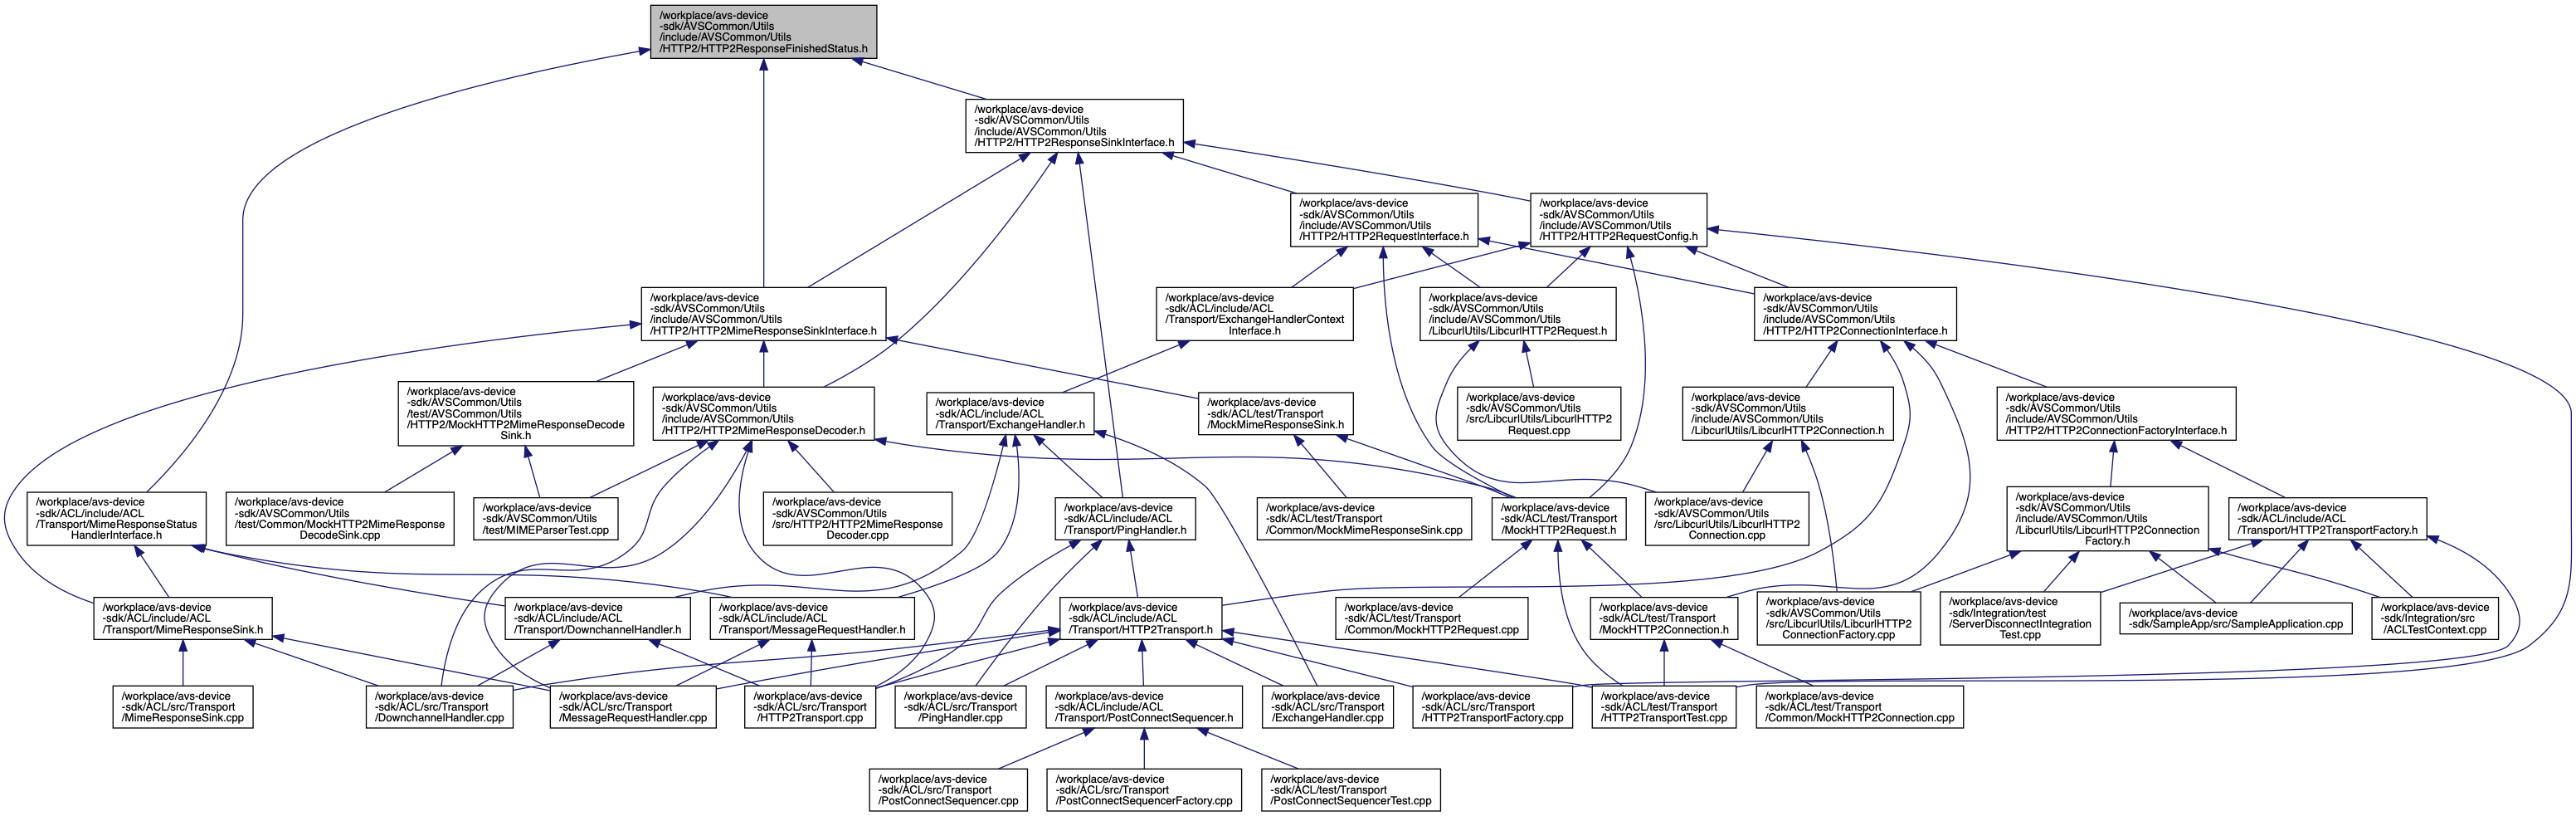 /workplace/avs-device
-sdk/AVSCommon/Utils
/include/AVSCommon/Utils
/HTTP2/HTTP2ResponseFinishedStatus.h
/workplace/avs-device
-sdk/AVSCommon/Utils
/include/AVSCommon/Utils
/HTTP2/HTTP2ResponseSinkInterface.h
/workplace/avs-device
-sdk/AVSCommon/Utils
/include/AVSCommon/Utils
/HTTP2/HTTP2RequestInterface.h
/workplace/avs-device
-sdk/AVSCommon/Utils
/include/AVSCommon/Utils
/HTTP2/HTTP2RequestConfig.h
/workplace/avs-device
-sdk/AVSCommon/Utils
/include/AVSCommon/Utils
/HTTP2/HTTP2MimeResponseSinkInterface.h
/workplace/avs-device
-sdk/ACL/include/ACL
/Transport/ExchangeHandlerContext
Interface.h
/workplace/avs-device
-sdk/AVSCommon/Utils
/include/AVSCommon/Utils
/LibcurlUtils/LibcurlHTTP2Request.h
/workplace/avs-device
-sdk/AVSCommon/Utils
/include/AVSCommon/Utils
/HTTP2/HTTP2ConnectionInterface.h
/workplace/avs-device
-sdk/AVSCommon/Utils
/test/AVSCommon/Utils
/HTTP2/MockHTTP2MimeResponseDecode
Sink.h
/workplace/avs-device
-sdk/AVSCommon/Utils
/include/AVSCommon/Utils
/HTTP2/HTTP2MimeResponseDecoder.h
/workplace/avs-device
-sdk/ACL/include/ACL
/Transport/ExchangeHandler.h
/workplace/avs-device
-sdk/ACL/test/Transport
/MockMimeResponseSink.h
/workplace/avs-device
-sdk/AVSCommon/Utils
/src/LibcurlUtils/LibcurlHTTP2
Request.cpp
/workplace/avs-device
-sdk/AVSCommon/Utils
/include/AVSCommon/Utils
/LibcurlUtils/LibcurlHTTP2Connection.h
/workplace/avs-device
-sdk/AVSCommon/Utils
/include/AVSCommon/Utils
/HTTP2/HTTP2ConnectionFactoryInterface.h
/workplace/avs-device
-sdk/ACL/include/ACL
/Transport/MimeResponseStatus
HandlerInterface.h
/workplace/avs-device
-sdk/AVSCommon/Utils
/test/Common/MockHTTP2MimeResponse
DecodeSink.cpp
/workplace/avs-device
-sdk/AVSCommon/Utils
/test/MIMEParserTest.cpp
/workplace/avs-device
-sdk/AVSCommon/Utils
/src/HTTP2/HTTP2MimeResponse
Decoder.cpp
/workplace/avs-device
-sdk/ACL/include/ACL
/Transport/PingHandler.h
/workplace/avs-device
-sdk/ACL/test/Transport
/Common/MockMimeResponseSink.cpp
/workplace/avs-device
-sdk/ACL/test/Transport
/MockHTTP2Request.h
/workplace/avs-device
-sdk/AVSCommon/Utils
/src/LibcurlUtils/LibcurlHTTP2
Connection.cpp
/workplace/avs-device
-sdk/AVSCommon/Utils
/include/AVSCommon/Utils
/LibcurlUtils/LibcurlHTTP2Connection
Factory.h
/workplace/avs-device
-sdk/ACL/include/ACL
/Transport/HTTP2TransportFactory.h
/workplace/avs-device
-sdk/ACL/include/ACL
/Transport/MimeResponseSink.h
/workplace/avs-device
-sdk/ACL/include/ACL
/Transport/DownchannelHandler.h
/workplace/avs-device
-sdk/ACL/include/ACL
/Transport/MessageRequestHandler.h
/workplace/avs-device
-sdk/ACL/include/ACL
/Transport/HTTP2Transport.h
/workplace/avs-device
-sdk/ACL/test/Transport
/Common/MockHTTP2Request.cpp
/workplace/avs-device
-sdk/ACL/test/Transport
/MockHTTP2Connection.h
/workplace/avs-device
-sdk/AVSCommon/Utils
/src/LibcurlUtils/LibcurlHTTP2
ConnectionFactory.cpp
/workplace/avs-device
-sdk/Integration/test
/ServerDisconnectIntegration
Test.cpp
/workplace/avs-device
-sdk/SampleApp/src/SampleApplication.cpp
/workplace/avs-device
-sdk/Integration/src
/ACLTestContext.cpp
/workplace/avs-device
-sdk/ACL/src/Transport
/MimeResponseSink.cpp
/workplace/avs-device
-sdk/ACL/src/Transport
/DownchannelHandler.cpp
/workplace/avs-device
-sdk/ACL/src/Transport
/MessageRequestHandler.cpp
/workplace/avs-device
-sdk/ACL/src/Transport
/HTTP2Transport.cpp
/workplace/avs-device
-sdk/ACL/src/Transport
/PingHandler.cpp
/workplace/avs-device
-sdk/ACL/include/ACL
/Transport/PostConnectSequencer.h
/workplace/avs-device
-sdk/ACL/src/Transport
/ExchangeHandler.cpp
/workplace/avs-device
-sdk/ACL/src/Transport
/HTTP2TransportFactory.cpp
/workplace/avs-device
-sdk/ACL/test/Transport
/HTTP2TransportTest.cpp
/workplace/avs-device
-sdk/ACL/test/Transport
/Common/MockHTTP2Connection.cpp
/workplace/avs-device
-sdk/ACL/src/Transport
/PostConnectSequencer.cpp
/workplace/avs-device
-sdk/ACL/src/Transport
/PostConnectSequencerFactory.cpp
/workplace/avs-device
-sdk/ACL/test/Transport
/PostConnectSequencerTest.cpp